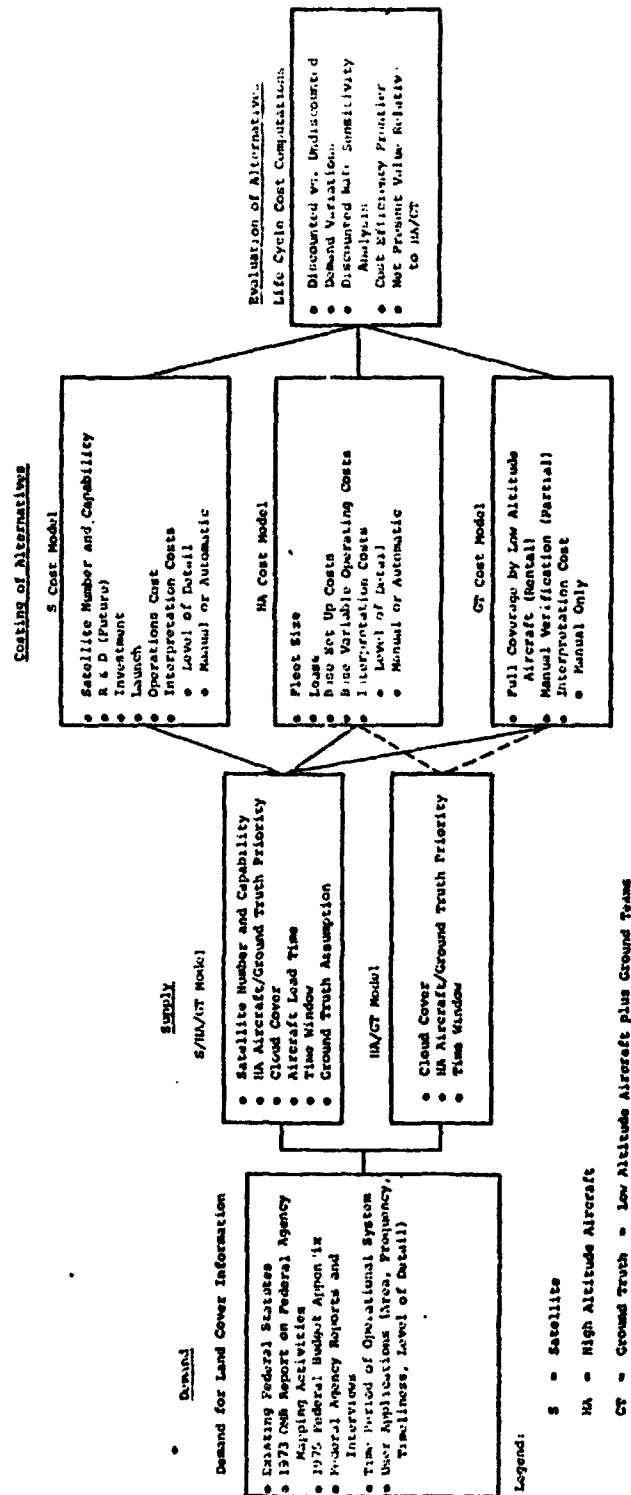 Demand
Demand for Land Cover Information
• Existing Federal Statutes
• 1973 OMB Report on Federal Agency
Mapping Activities
• 1975 Federal Budget Appendix
• Federal Agency Reports and
Interviews
• Time Period of Operational System
• User Applications (Area, Frequency,
Timeliness, Level of Detail)
Supply
S/HA/GT Model
• Satellite Number and Capability
• HA Aircraft/Ground Truth Priority
• Cloud Cover
• Aircraft Load Time
• Time Window
• Ground Truth Assumption
HA/GT Model
• Cloud Cover
• HA Aircraft/Ground Truth Priority
• Time Window
Costing of Alternatives
S Cost Model
• Satellite Number and Capability
• R & D (Future)
• Investment
• Launch
• Operations Cost
• Interpretation Costs
• Level of Detail
• Manual or Automatic
HA Cost Model
• Fleet Size
• Lease
• Base Set Up Costs
• Base Variable Operating Costs
• Interpretation Costs
• Level of Detail
• Manual or Automatic
GT Cost Model
• Full Coverage by Low Altitude
Aircraft (Rental)
• Manual Verification (Partial)
• Interpretation Cost
• Manual Only
Evaluation of Alternatives
Life Cycle Cost Computations
• Discounted vs. Undiscounted
• Demand Variations
• Discounted Rate Sensitivity
Analysis
• Cost Efficiency Frontier
• Net Present Value Relative
to HA/GT
Legend:
S = Satellite
HA = High Altitude Aircraft
GT = Ground Truth = Low Altitude Aircraft plus Ground Teams